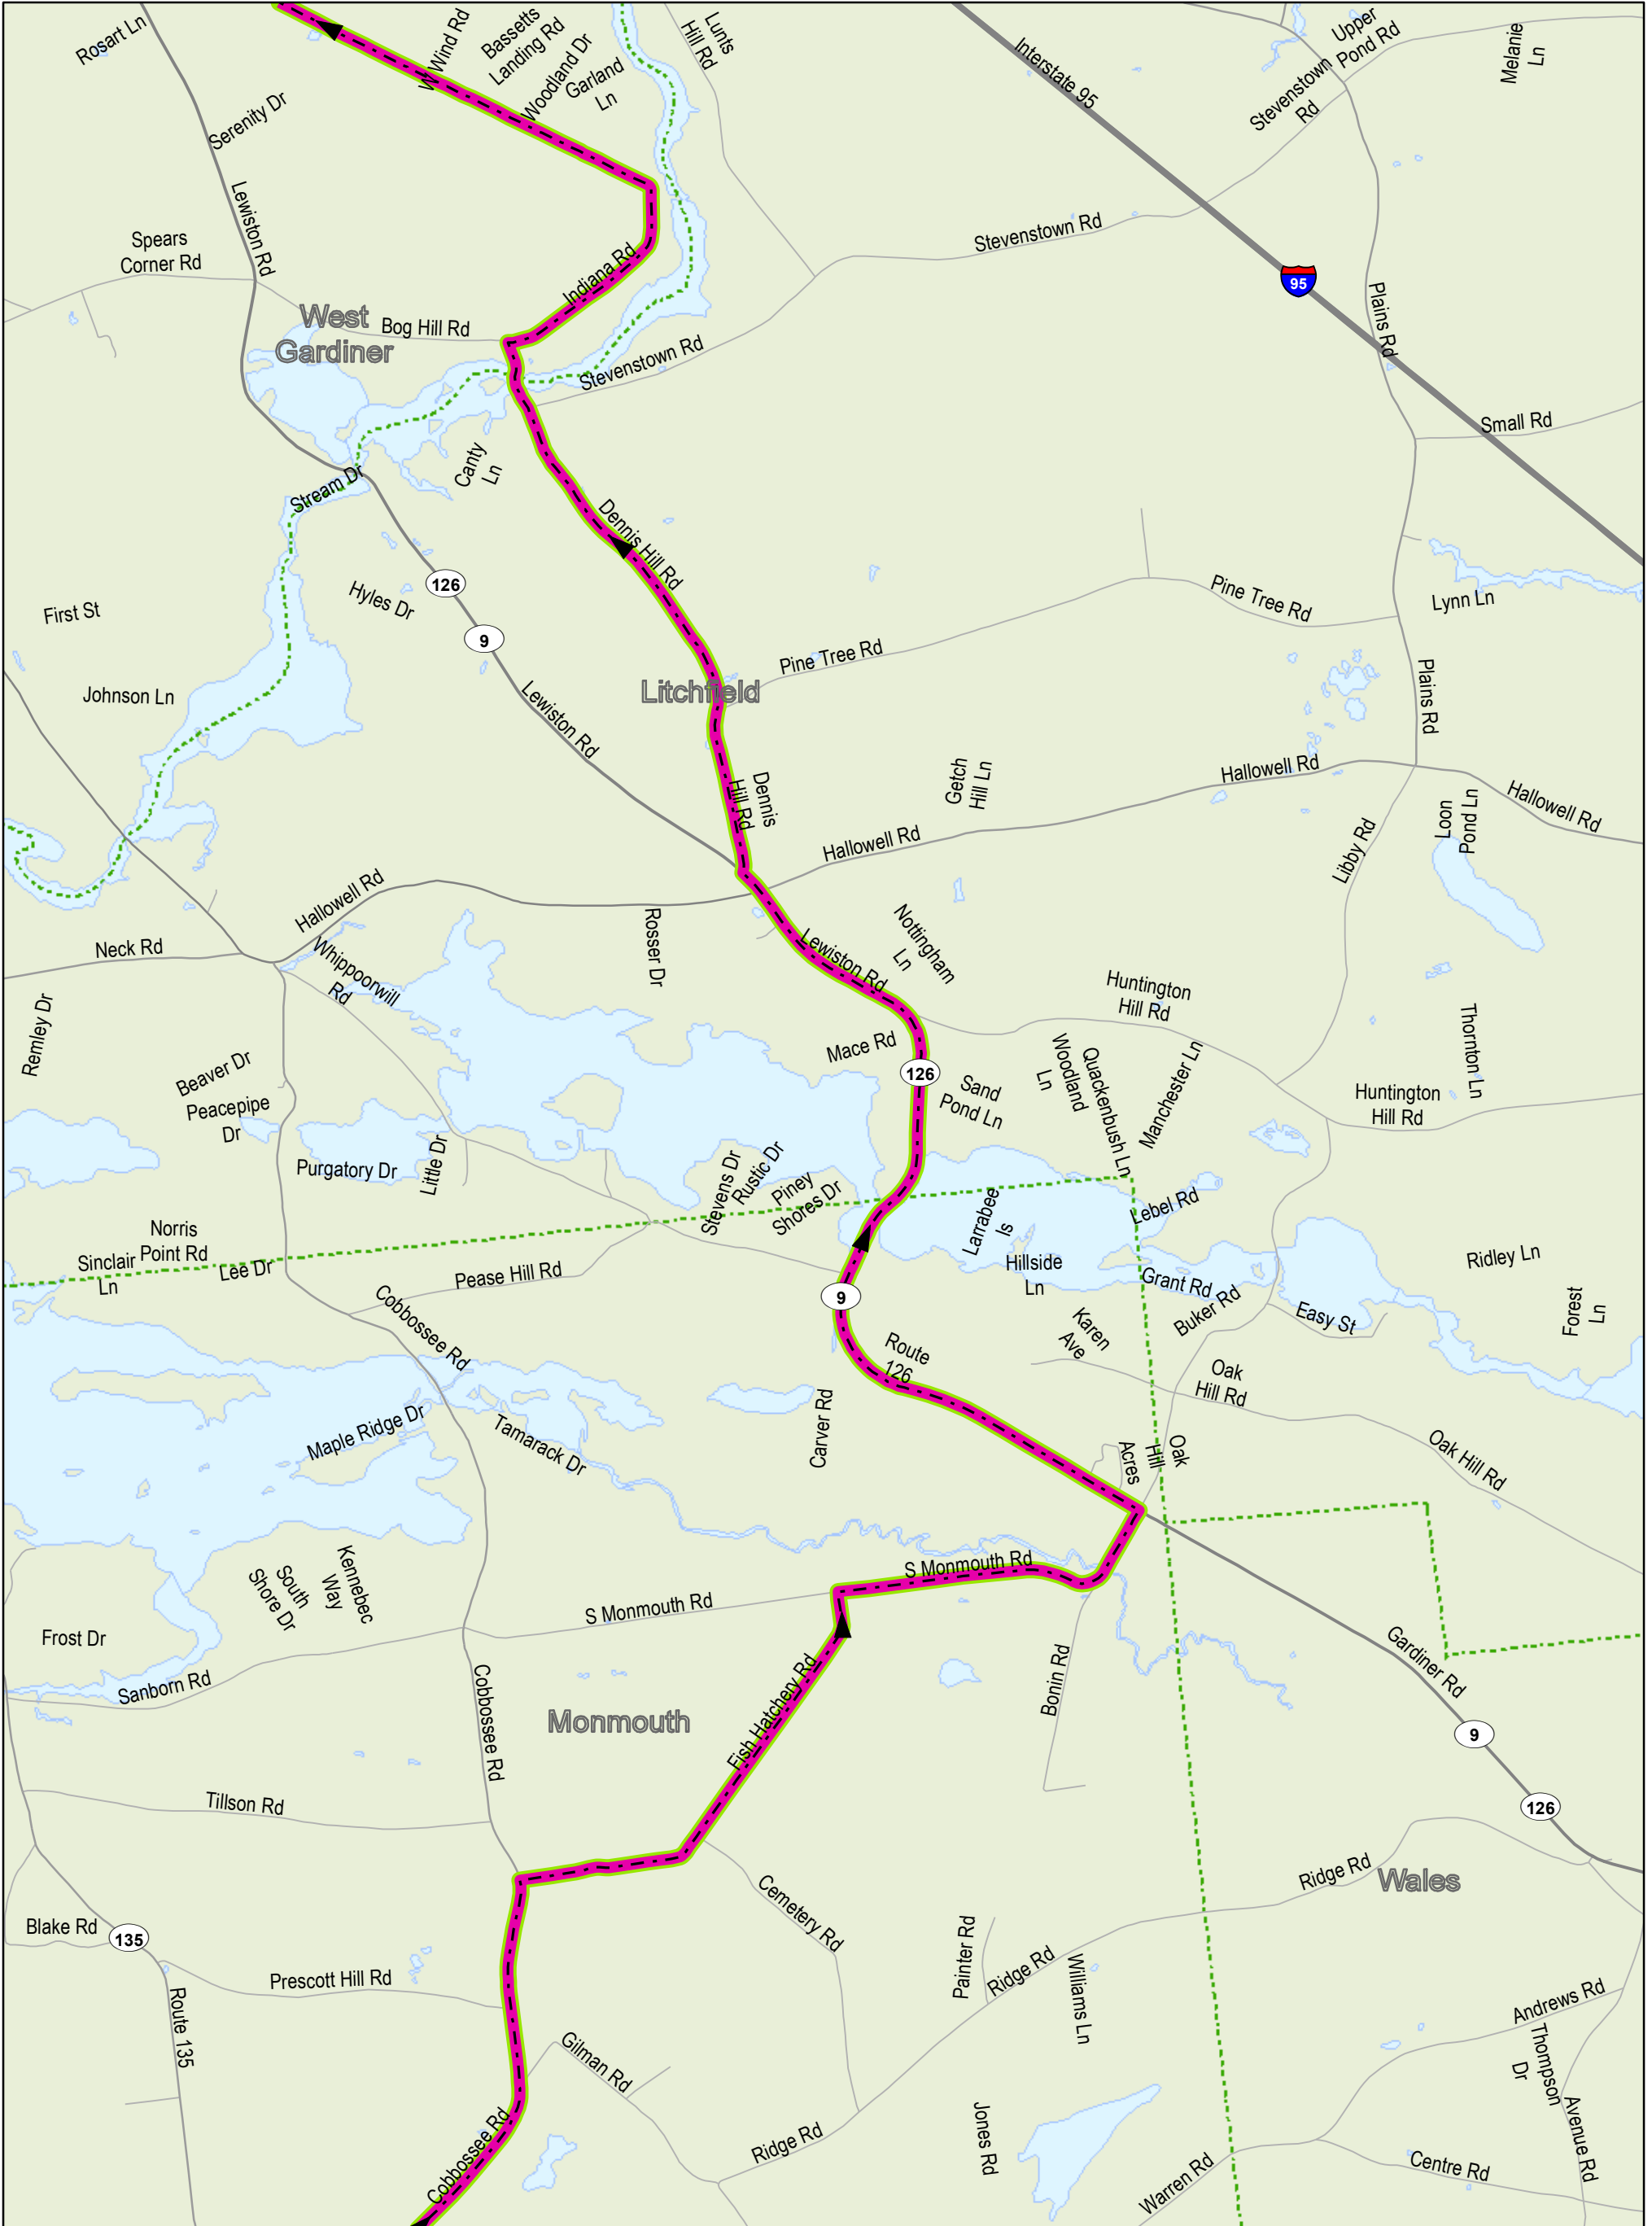 Rosart Ln
W Wind Rd
Bassetts
Landing Rd
Woodland Dr
Garland
Ln
Lunts
Hill Rd
Interstate 95
Upper
Pond Rd
Stevenstown
Rd
Melanie
Ln
Serenity Dr
Lewiston Rd
Spears
Corner Rd
Indiana Rd
Stevenstown Rd
95
Plains Rd
West
Gardiner
Bog Hill Rd
Stevenstown Rd
Small Rd
Canty
Ln
Stream Dr
Dennis Hill Rd
126
Hyles Dr
First St
9
Pine Tree Rd
Lynn Ln
Pine Tree Rd
Litchfield
Johnson Ln
Lewiston Rd
Plains Rd
Dennis
Hill Rd
Getch
Hill Ln
Hallowell Rd
Hallowell Rd
Loon
Pond Ln
Hallowell Rd
Libby Rd
Hallowell Rd
Neck Rd
Whippoorwill
Rd
Rosser Dr
Lewiston Rd
Nottingham
Ln
Huntington
Hill Rd
Remley Dr
Mace Rd
126
Woodland
Ln
Quackenbush Ln
Manchester Ln
Thornton Ln
Beaver Dr
Peacepipe
Dr
Sand
Pond Ln
Huntington
Hill Rd
Purgatory Dr
Little Dr
Stevens Dr
Rustic Dr
Piney
Shores Dr
Larrabee
Is
Lebel Rd
Norris
Point Rd
Sinclair
Ln
Lee Dr
Pease Hill Rd
Hillside
Ln
Grant Rd
Ridley Ln
9
Cobbossee Rd
Karen
Ave
Buker Rd
Easy St
Forest
Ln
Route
126
Oak
Hill Rd
Carver Rd
Maple Ridge Dr
Tamarack Dr
Acres
Oak
Hill
Oak Hill Rd
Kennebec
Way
South
Shore Dr
S Monmouth Rd
S Monmouth Rd
Frost Dr
Sanborn Rd
Cobbossee Rd
Fish Hatchery Rd
Bonin Rd
Gardiner Rd
Monmouth
9
Tillson Rd
126
Ridge Rd
Wales
Cemetery Rd
Blake Rd
135
Painter Rd
Ridge Rd
Williams Ln
Prescott Hill Rd
Route 135
Andrews Rd
Thompson
Dr
Gilman Rd
Jones Rd
Avenue Rd
Cobbossee Rd
Ridge Rd
Warren Rd
Centre Rd